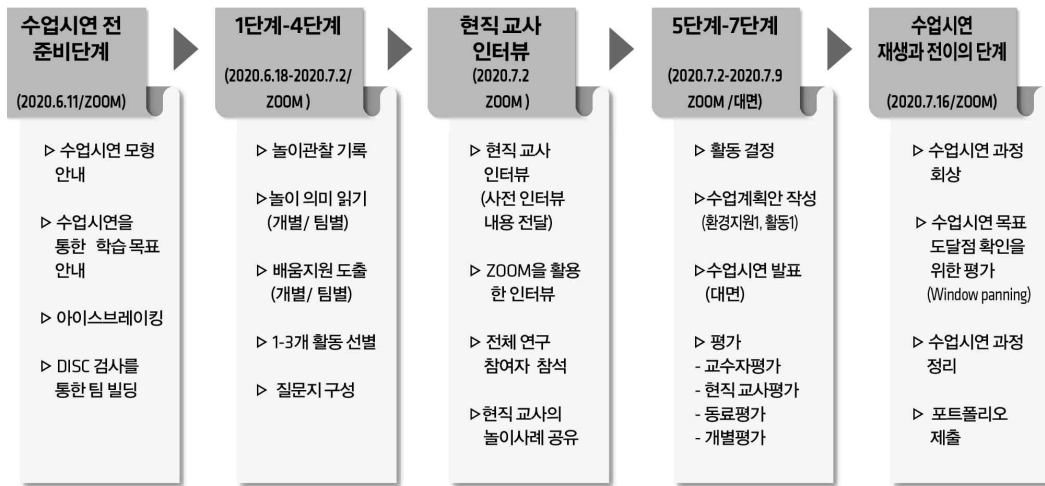 수업시연 전
준비단계
(2020.6.11/ZOOM)
▷ 수업시연 모형
안내
▷ 수업시연을
통한 학습 목표
안내
▷ 아이스브레이킹
▷ DISC 검사를
통한 팀 빌딩
1단계-4단계
(2020.6.18-2020.7.2/
ZOOM )
▷ 놀이관찰 기록
▷놀이 의미 읽기
(개별/ 팀별)
▷ 배움지원 도출
(개별/ 팀별)
▷ 1-3개 활동 선별
▷ 질문지 구성
현직 교사
인터뷰
(2020.7.2
ZOOM )
▷ 현직 교사
인터뷰
(사전 인터뷰
내용 전달)
▷ ZOOM을 활용
한 인터뷰
▷ 전체 연구
참여자 참석
▷현직 교사의
놀이사례 공유
5단계-7단계
(2020.7.2-2020.7.9
ZOOM /대면)
▷ 활동 결정
▷수업계획안 작성
(환경지원1, 활동1)
▷수업시연 발표
(대면)
▷ 평가
- 교수자평가
- 현직 교사평가
- 동료평가
- 개별평가
수업시연
재생과 전이의 단계
(2020.7.16/ZOOM)
▷ 수업시연 과정
회상
▷ 수업시연 목표
도달점 확인을
위한 평가
(Window panning)
▷ 수업시연 과정
정리
▷ 포트폴리오
제출